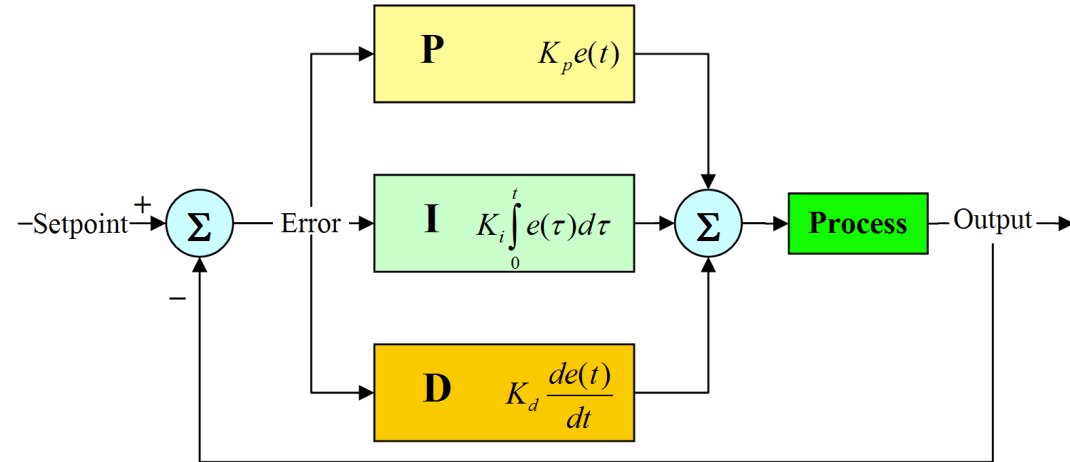 P K_p e(t)
+
Setpoint Σ Error I K_i ∫_0^t e(τ)dτ Σ Process Output
−
D K_d de(t)/dt